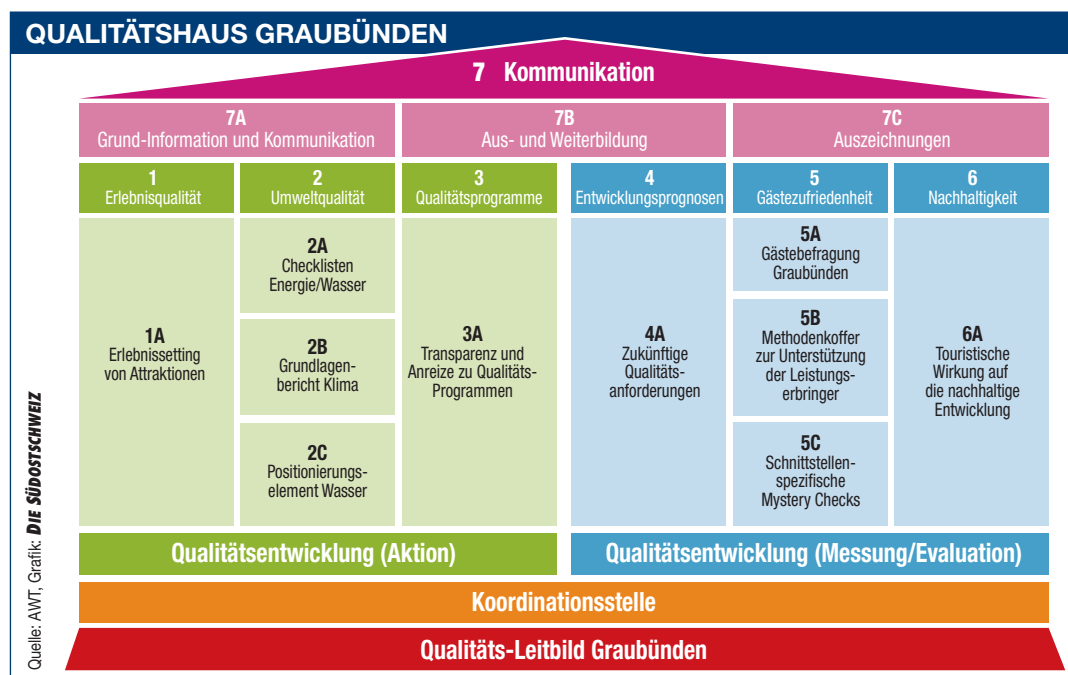 QUALITÄTSHAUS GRAUBÜNDEN
7 Kommunikation
7A
Grund-Information und Kommunikation
7B
Aus- und Weiterbildung
7C
Auszeichnungen
1
Erlebnisqualität
2
Umweltqualität
3
Qualitätsprogramme
4
Entwicklungsprognosen
5
Gästezufriedenheit
6
Nachhaltigkeit
1A
Erlebnissetting
von Attraktionen
2A
Checklisten
Energie/Wasser
2B
Grundlagen-
bericht Klima
2C
Positionierungs-
element Wasser
3A
Transparenz und
Anreize zu Qualitäts-
Programmen
4A
Zukünftige
Qualitäts-
anforderungen
5A
Gästebefragung
Graubünden
5B
Methodenkoffer
zur Unterstützung
der Leistungs-
erbringer
5C
Schnittstellen-
spezifische
Mystery Checks
6A
Touristische
Wirkung auf
die nachhaltige
Entwicklung
Qualitätsentwicklung (Aktion)
Qualitätsentwicklung (Messung/Evaluation)
Koordinationsstelle
Qualitäts-Leitbild Graubünden
Quelle: AWT, Grafik: DIE SÜDOSTSCHWEIZ